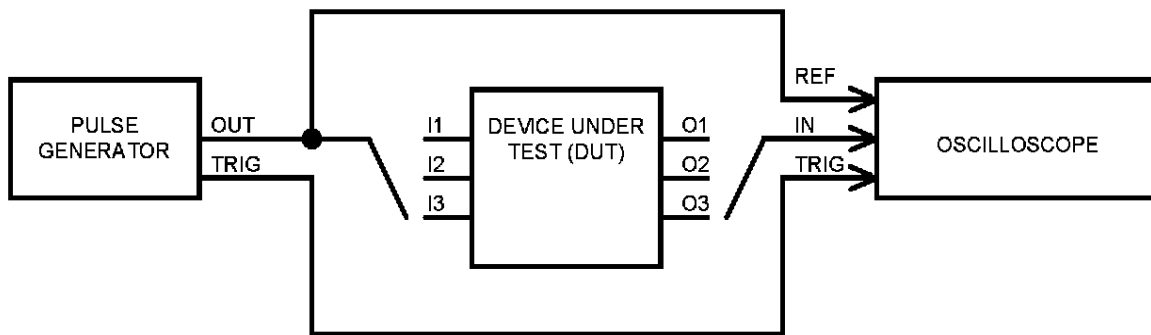 PULSE
GENERATOR
OUT
TRIG
I1
I2
I3
DEVICE UNDER
TEST (DUT)
O1
O2
O3
REF
IN
TRIG
OSCILLOSCOPE